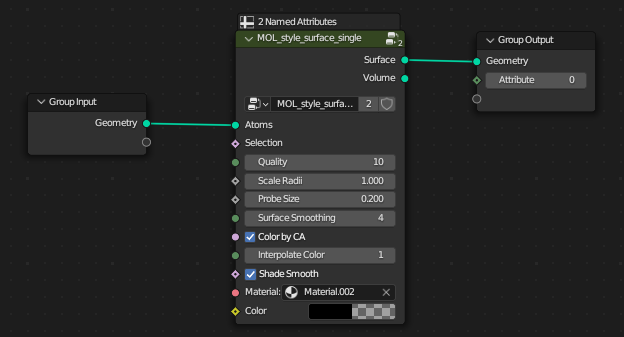 2 Named Attributes
MOL_style_surface_single
2
Group Output
Surface
Geometry
Volume
Attribute 0
Group Input
MOL_style_surfa... 2
Geometry
Atoms
Selection
Quality 10
Scale Radii 1.000
Probe Size 0.200
Surface Smoothing 4
Color by CA
Interpolate Color 1
Shade Smooth
Material: Material.002
Color